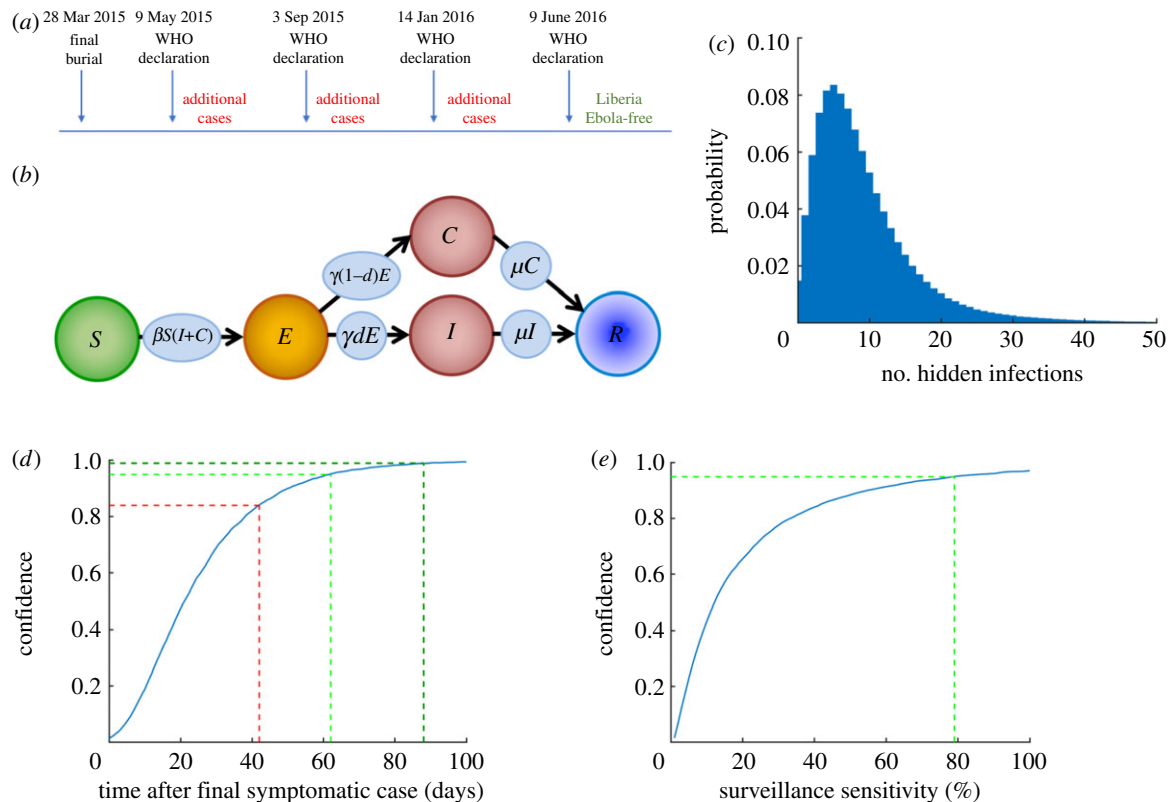 (a)
28 Mar 2015 9 May 2015 3 Sep 2015 14 Jan 2016 9 June 2016
final WHO WHO WHO WHO
burial declaration declaration declaration declaration
additional additional additional Liberia
cases cases cases Ebola-free
(b)
S
βS(I+C)
E
γ(1–d)E
γdE
C
I
μC
μI
R
(c)
0.10
0.08
0.06
0.04
0.02
probability
0 10 20 30 40 50
no. hidden infections
(d)
1.0
0.8
0.6
0.4
0.2
confidence
0 20 40 60 80 100
time after final symptomatic case (days)
(e)
1.0
0.8
0.6
0.4
0.2
confidence
0 20 40 60 80 100
surveillance sensitivity (%)